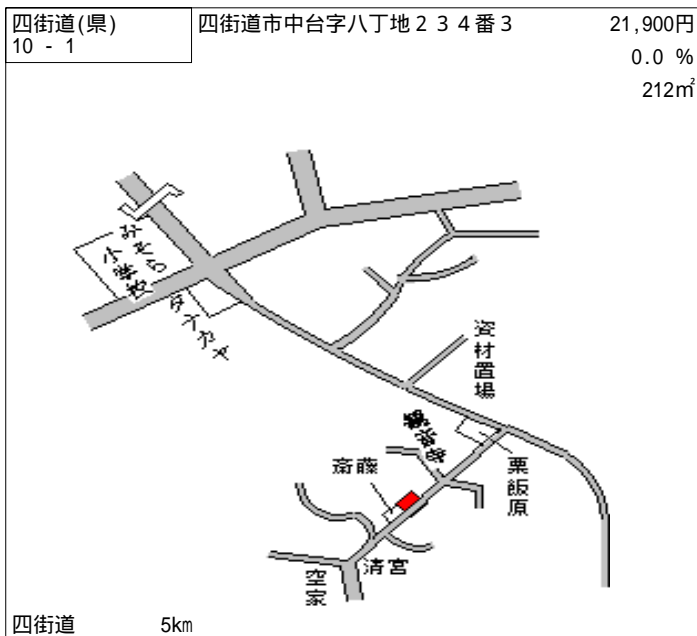 四街道(県)
10 - 1
四街道市中台字八丁地２３４番３
21,900円
0.0 %
212㎡
みそら
小学校
タナカヤ
資材置場
斎藤
栗飯原
清宮
空家
四街道 5km